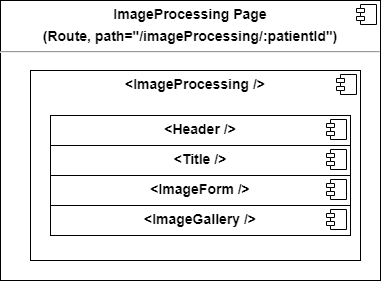 ImageProcessing Page
(Route, path="/imageProcessing/:patientId")
<ImageProcessing />
<Header />
<Title />
<ImageForm />
<ImageGallery />